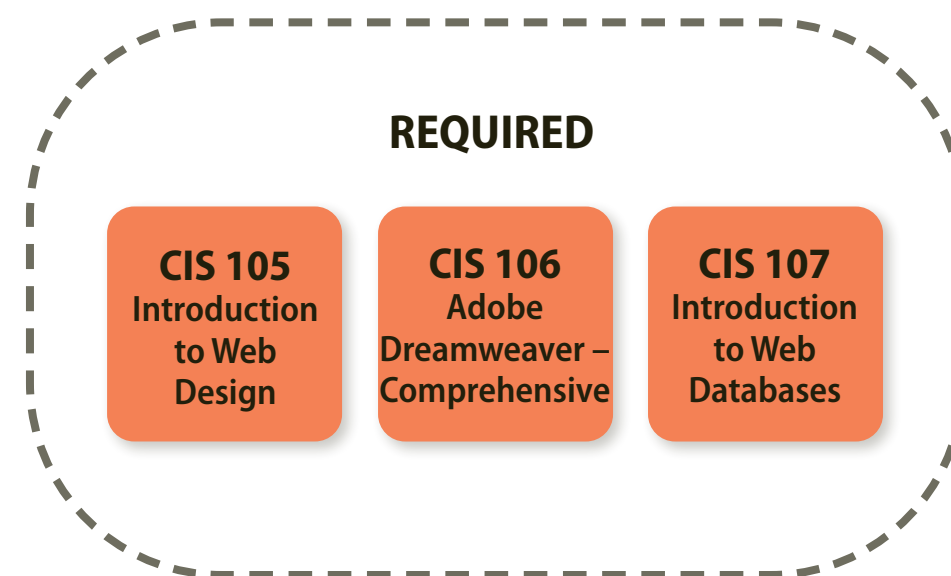 REQUIRED
CIS 105
Introduction
to Web
Design
CIS 106
Adobe
Dreamweaver –
Comprehensive
CIS 107
Introduction
to Web
Databases